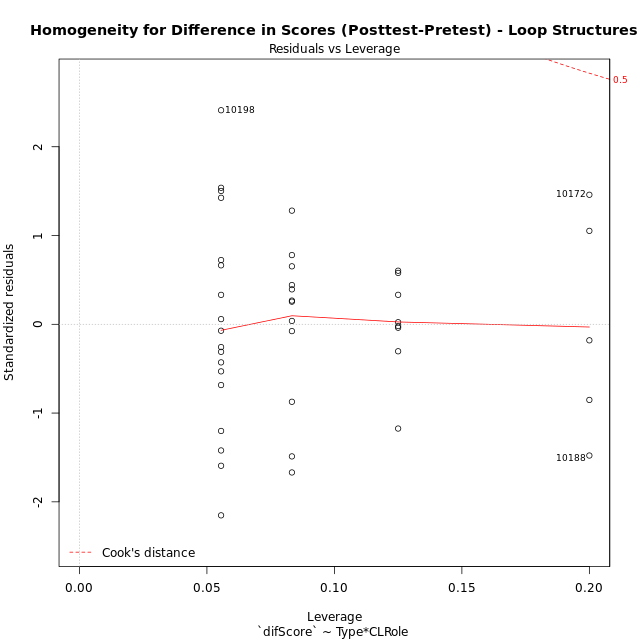 Homogeneity for Difference in Scores (Posttest-Pretest) - Loop Structures
Residuals vs Leverage
0.5
10198
10172
10188
2
1
0
-1
-2
Standardized residuals
Cook's distance
0.00 0.05 0.10 0.15 0.20
Leverage
`difScore` ~ Type*CLRole